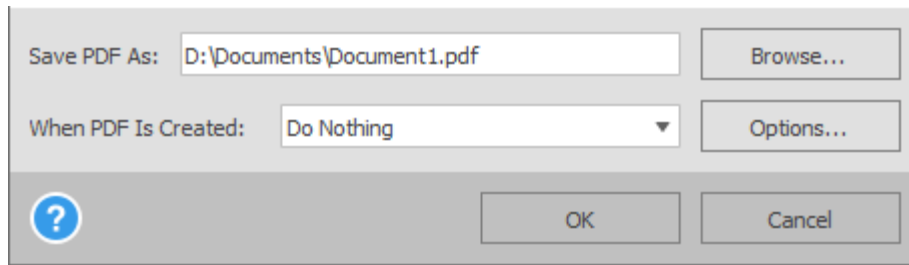 Save PDF As: D:\Documents\Document1.pdf Browse...
When PDF Is Created: Do Nothing Options...
? OK Cancel